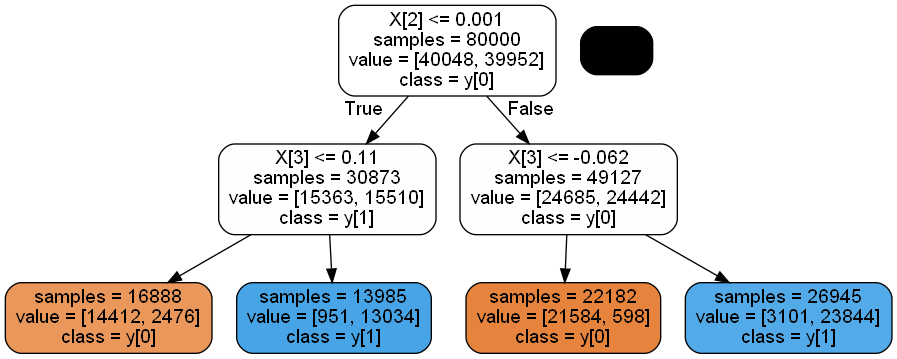 X[2] <= 0.001
samples = 80000
value = [40048, 39952]
class = y[0]
True
False
X[3] <= 0.11
samples = 30873
value = [15363, 15510]
class = y[1]
X[3] <= -0.062
samples = 49127
value = [24685, 24442]
class = y[0]
samples = 16888
value = [14412, 2476]
class = y[0]
samples = 13985
value = [951, 13034]
class = y[1]
samples = 22182
value = [21584, 598]
class = y[0]
samples = 26945
value = [3101, 23844]
class = y[1]